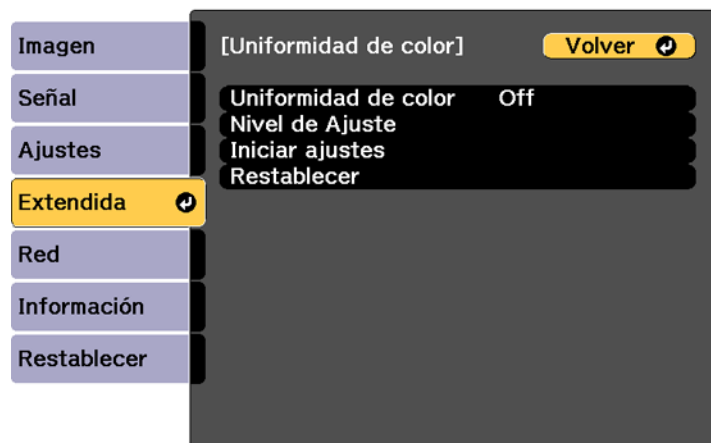 Imagen
Señal
Ajustes
Extendida
Red
Información
Restablecer
[Uniformidad de color]
Volver
Uniformidad de color Off
Nivel de Ajuste
Iniciar ajustes
Restablecer